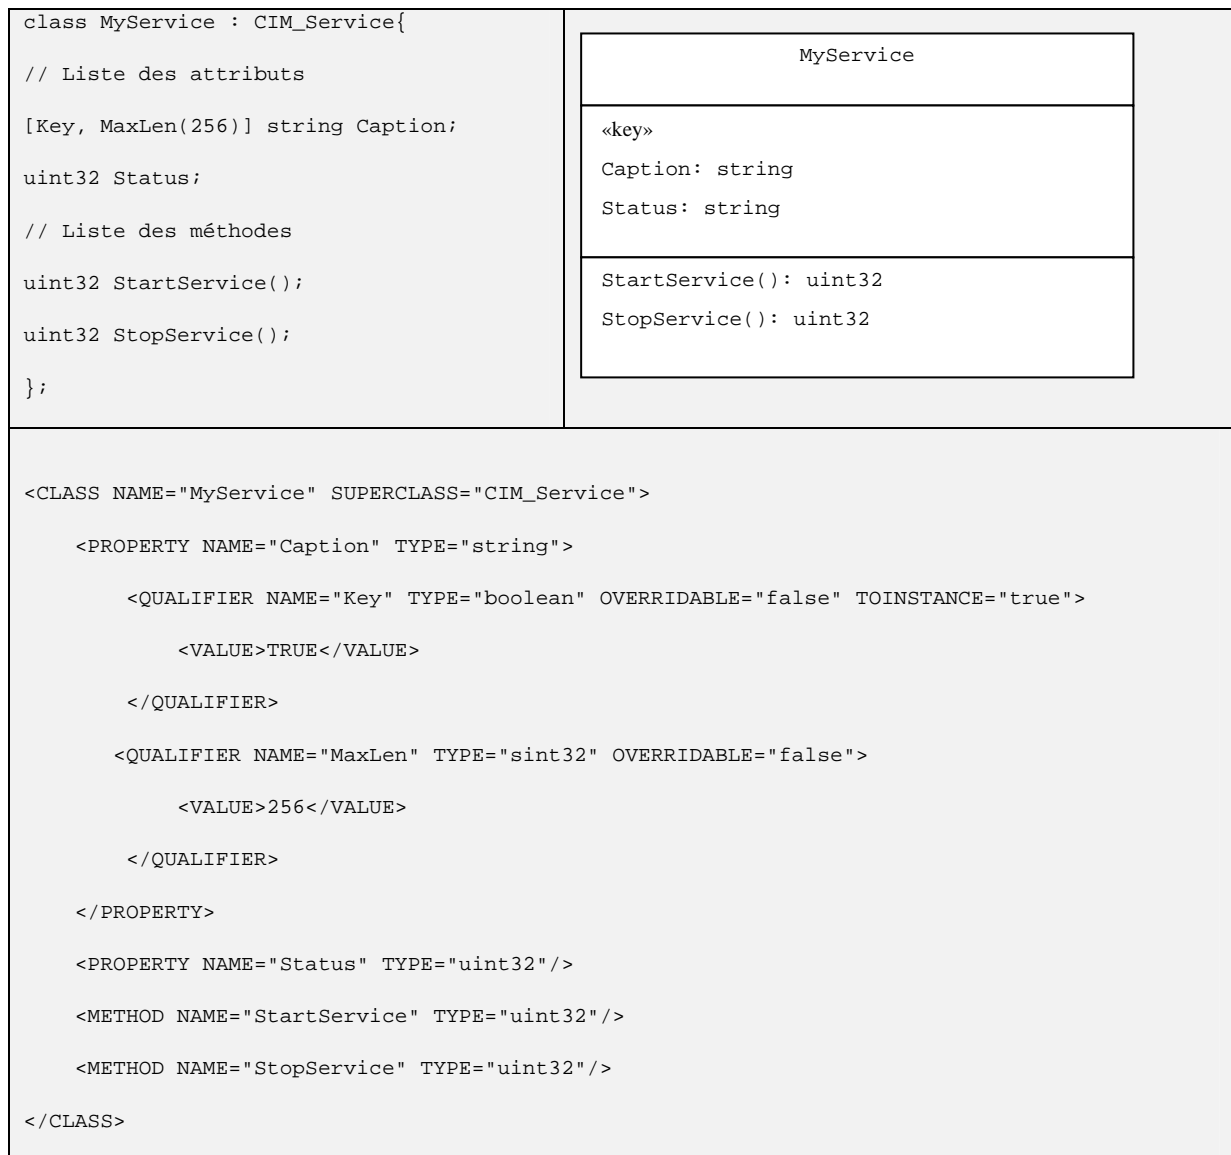 class MyService : CIM_Service{
// Liste des attributs
[Key, MaxLen(256)] string Caption;
uint32 Status;
// Liste des méthodes
uint32 StartService();
uint32 StopService();
};
MyService
«key»
Caption: string
Status: string
StartService(): uint32
StopService(): uint32
<CLASS NAME="MyService" SUPERCLASS="CIM_Service">
<PROPERTY NAME="Caption" TYPE="string">
<QUALIFIER NAME="Key" TYPE="boolean" OVERRIDABLE="false" TOINSTANCE="true">
<VALUE>TRUE</VALUE>
</QUALIFIER>
<QUALIFIER NAME="MaxLen" TYPE="sint32" OVERRIDABLE="false">
<VALUE>256</VALUE>
</QUALIFIER>
</PROPERTY>
<PROPERTY NAME="Status" TYPE="uint32"/>
<METHOD NAME="StartService" TYPE="uint32"/>
<METHOD NAME="StopService" TYPE="uint32"/>
</CLASS>